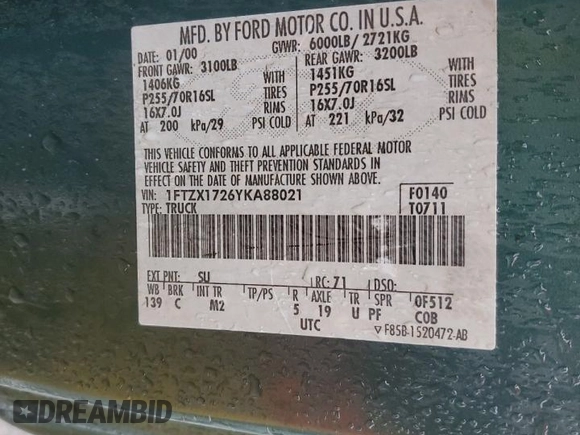 MFD. BY FORD MOTOR CO. IN U.S.A.
DATE: 01/00 GVWR: 6000LB/ 2721KG
FRONT GAWR: 3100LB REAR GAWR: 3200LB
1406KG WITH 1451KG WITH
P255/70R16SL TIRES P255/70R16SL TIRES
16X7.0J RIMS 16X7.0J RIMS
AT 200 kPa/29 PSI COLD AT 221 kPa/32 PSI COLD
THIS VEHICLE CONFORMS TO ALL APPLICABLE FEDERAL MOTOR
VEHICLE SAFETY AND THEFT PREVENTION STANDARDS IN
EFFECT ON THE DATE OF MANUFACTURE SHOWN ABOVE.
VIN: 1FTZX1726YKA88021 F0140
TYPE: TRUCK T0711
EXT PNT: SU RC: 71 DSO:
WB BRK INT TR TP/PS R AXLE TR SPR 0F512
139 C M2 5 19 U PF COB
UTC F85B-1520472-AB
DREAMBID